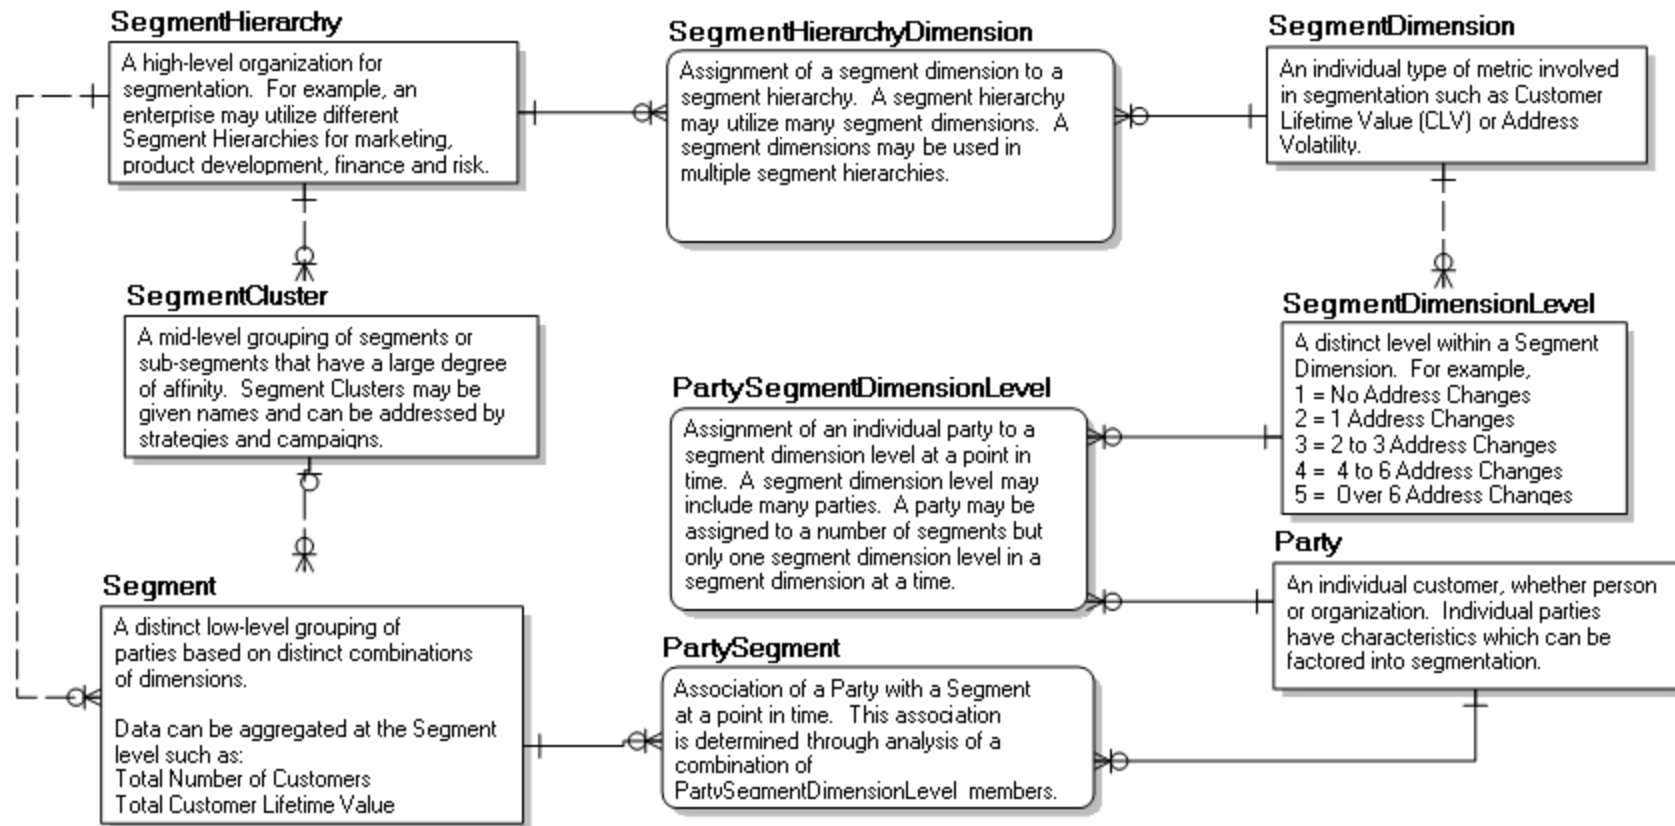 SegmentHierarchy
A high-level organization for
segmentation. For example, an
enterprise may utilize different
Segment Hierarchies for marketing,
product development, finance and risk.
SegmentHierarchyDimension
Assignment of a segment dimension to a
segment hierarchy. A segment hierarchy
may utilize many segment dimensions. A
segment dimensions may be used in
multiple segment hierarchies.
SegmentDimension
An individual type of metric involved
in segmentation such as Customer
Lifetime Value (CLV) or Address
Volatility.
SegmentCluster
A mid-level grouping of segments or
sub-segments that have a large degree
of affinity. Segment Clusters may be
given names and can be addressed by
strategies and campaigns.
SegmentDimensionLevel
A distinct level within a Segment
Dimension. For example,
1 = No Address Changes
2 = 1 Address Changes
3 = 2 to 3 Address Changes
4 = 4 to 6 Address Changes
5 = Over 6 Address Changes
PartySegmentDimensionLevel
Assignment of an individual party to a
segment dimension level at a point in
time. A segment dimension level may
include many parties. A party may be
assigned to a number of segments but
only one segment dimension level in a
segment dimension at a time.
Party
An individual customer, whether person
or organization. Individual parties
have characteristics which can be
factored into segmentation.
Segment
A distinct low-level grouping of
parties based on distinct combinations
of dimensions.
Data can be aggregated at the Segment
level such as:
Total Number of Customers
Total Customer Lifetime Value
PartySegment
Association of a Party with a Segment
at a point in time. This association
is determined through analysis of a
combination of
PartySegmentDimensionLevel members.